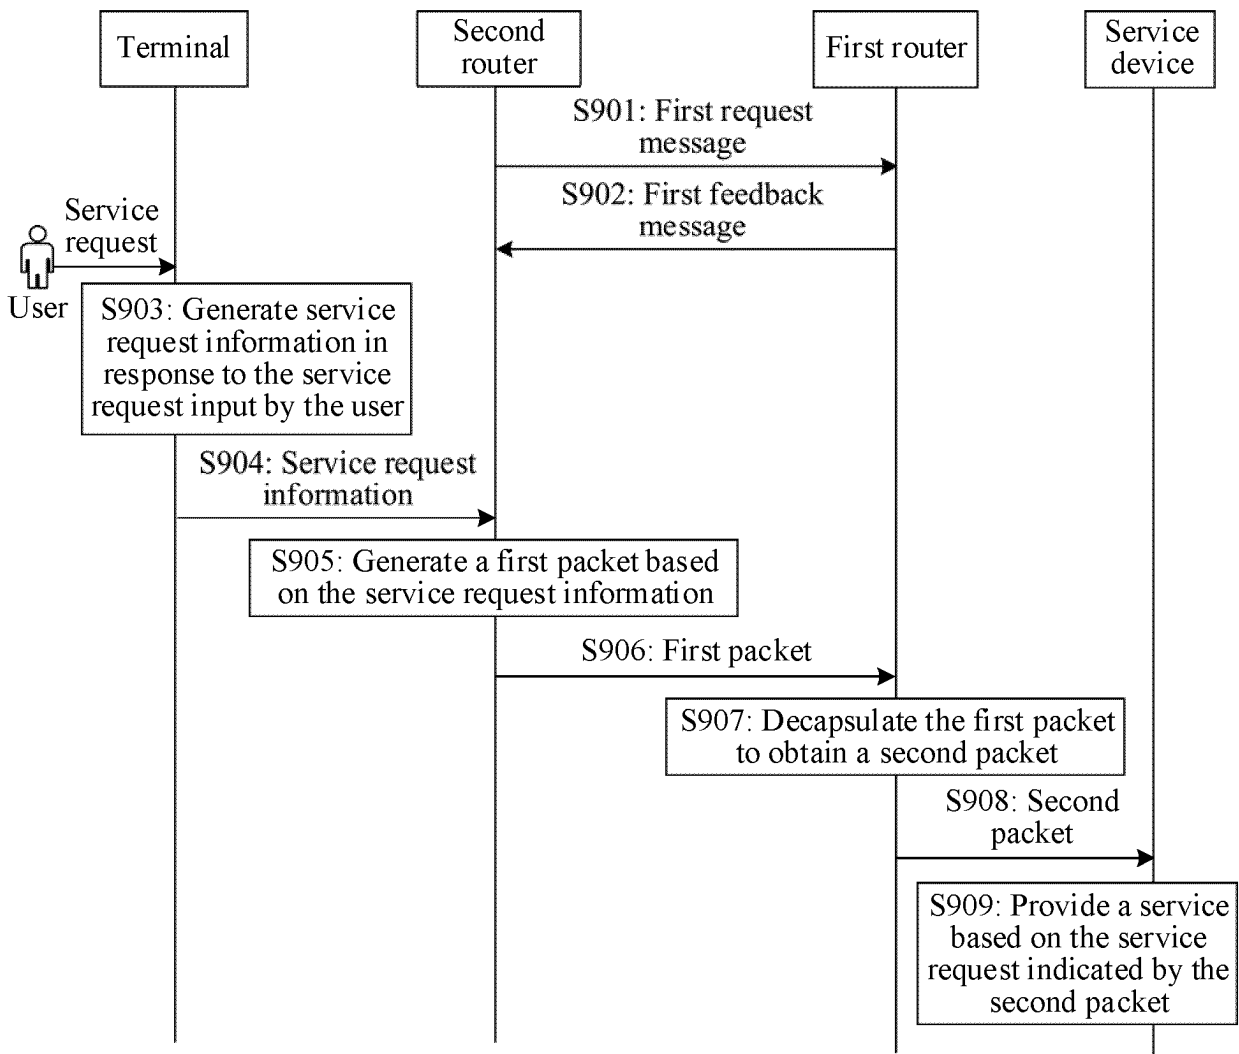 Terminal
Second
router
First router
Service
device
S901: First request
message
S902: First feedback
message
Service
request
User
S903: Generate service
request information in
response to the service
request input by the user
S904: Service request
information
S905: Generate a first packet based
on the service request information
S906: First packet
S907: Decapsulate the first packet
to obtain a second packet
S908: Second
packet
S909: Provide a service
based on the service
request indicated by the
second packet